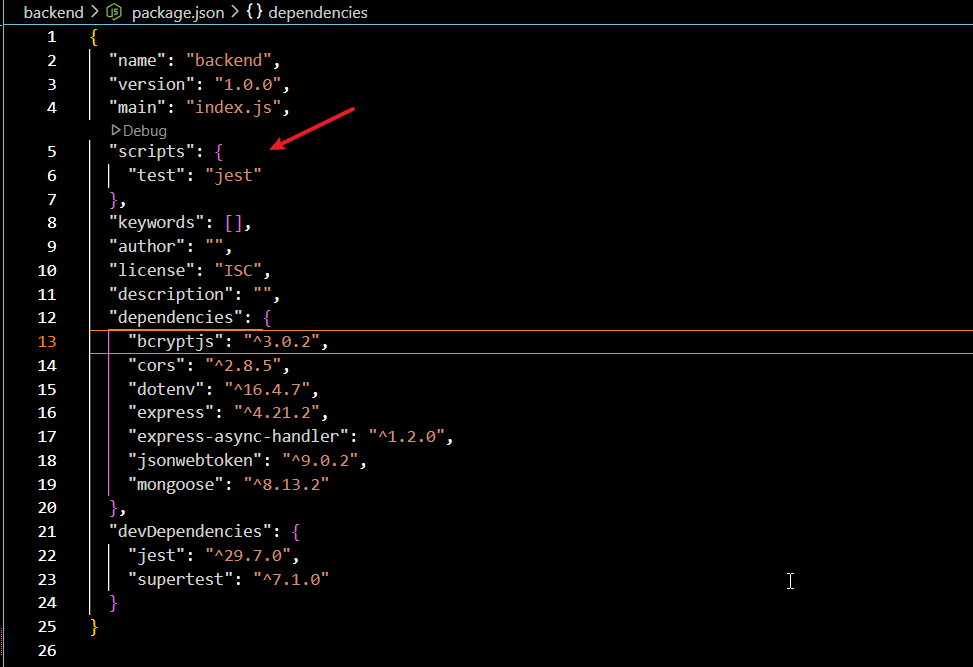 backend > package.json > {} dependencies
1 {
2 "name": "backend",
3 "version": "1.0.0",
4 "main": "index.js",
Debug
5 "scripts": {
6 "test": "jest"
7 },
8 "keywords": [],
9 "author": "",
10 "license": "ISC",
11 "description": "",
12 "dependencies": {
13 "bcryptjs": "^3.0.2",
14 "cors": "^2.8.5",
15 "dotenv": "^16.4.7",
16 "express": "^4.21.2",
17 "express-async-handler": "^1.2.0",
18 "jsonwebtoken": "^9.0.2",
19 "mongoose": "^8.13.2"
20 },
21 "devDependencies": {
22 "jest": "^29.7.0",
23 "supertest": "^7.1.0"
24 }
25 }
26